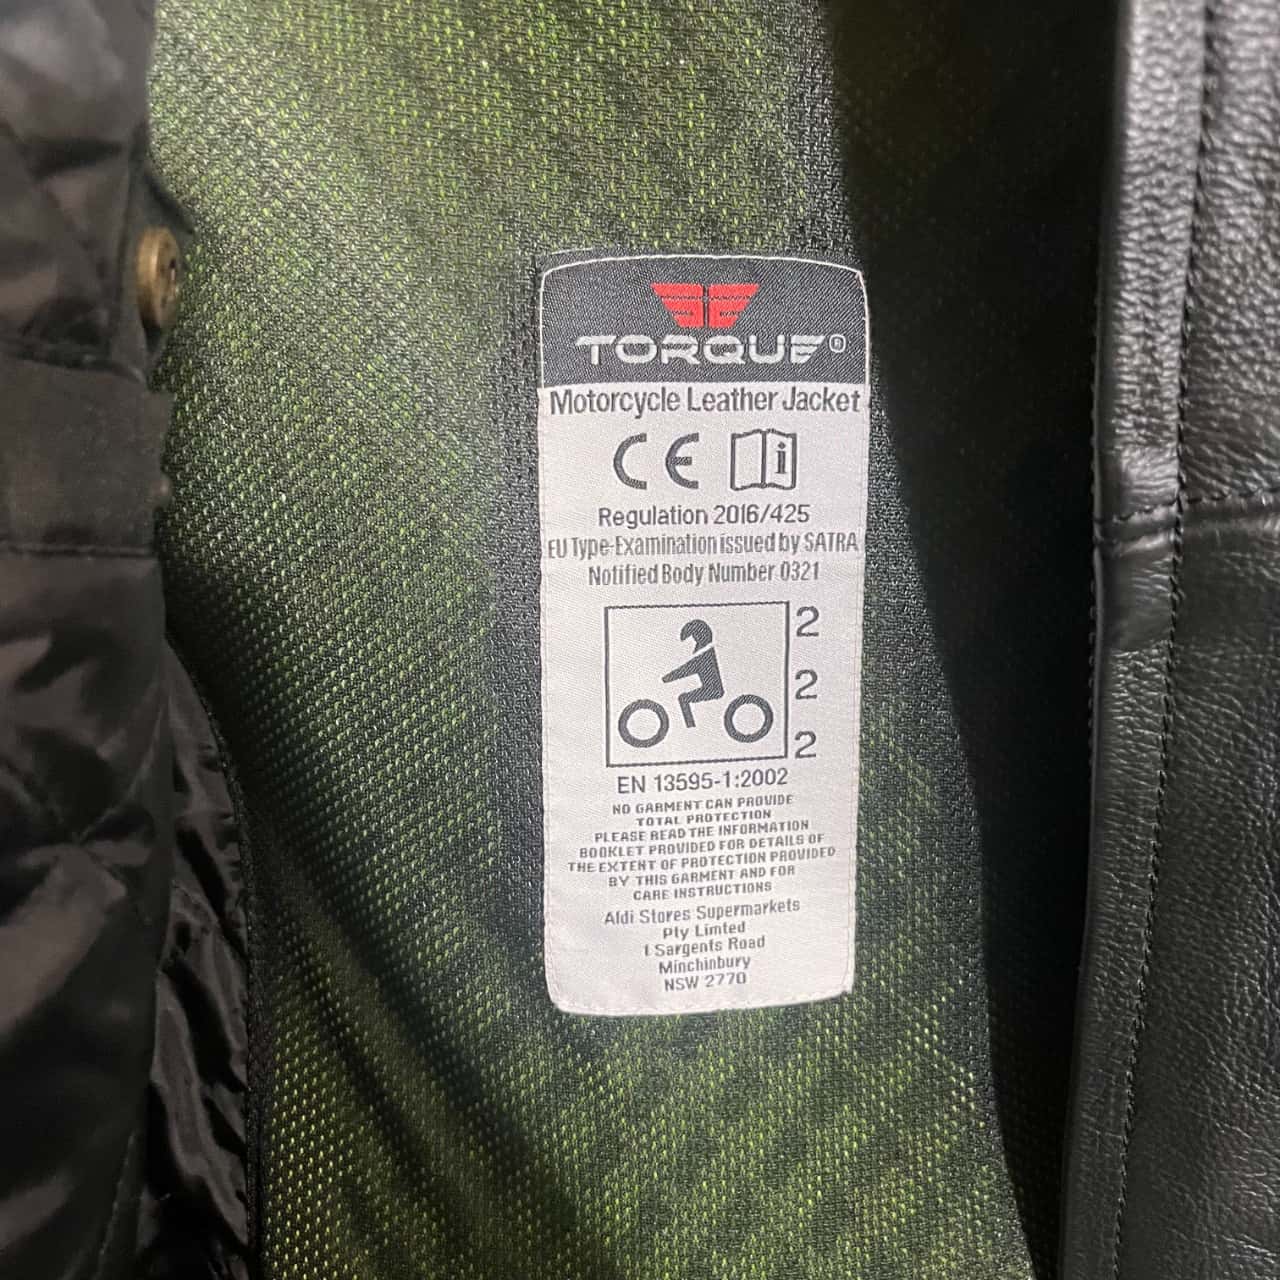 TORQUE®
Motorcycle Leather Jacket
CE i
Regulation 2016/425
EU Type-Examination issued by SATRA
Notified Body Number 0321
2
2
2
EN 13595-1:2002
NO GARMENT CAN PROVIDE
TOTAL PROTECTION
PLEASE READ THE INFORMATION
BOOKLET PROVIDED FOR DETAILS OF
THE EXTENT OF PROTECTION PROVIDED
BY THIS GARMENT AND FOR
CARE INSTRUCTIONS
Aldi Stores Supermarkets
Pty Limted
1 Sargents Road
Minchinbury
NSW 2770